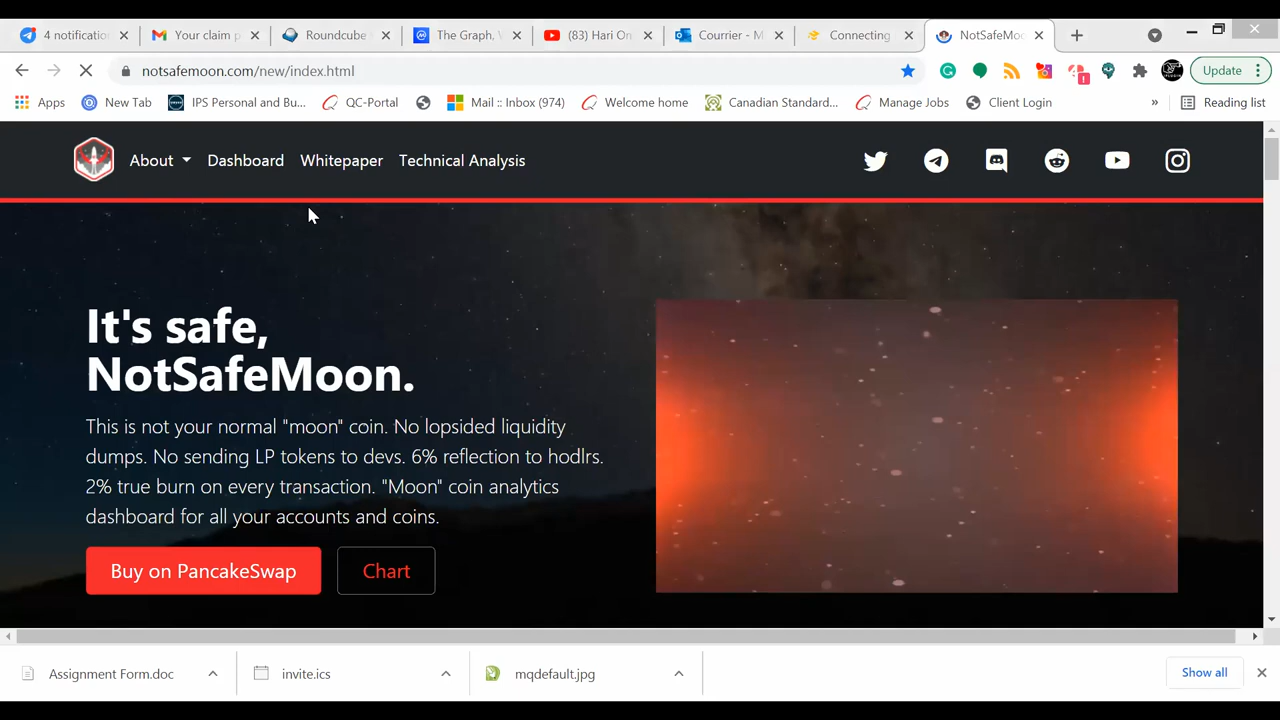 4 notificatio
Your claim p
Roundcube
The Graph,
(83) Hari On
Courrier - M
Connecting
NotSafeMoo
notsafemoon.com/new/index.html
Update
Apps
New Tab
IPS Personal and Bu...
QC-Portal
Mail :: Inbox (974)
Welcome home
Canadian Standard...
Manage Jobs
Client Login
»
Reading list
About
Dashboard
Whitepaper
Technical Analysis
It's safe,
NotSafeMoon.
This is not your normal "moon" coin. No lopsided liquidity
dumps. No sending LP tokens to devs. 6% reflection to hodlrs.
2% true burn on every transaction. "Moon" coin analytics
dashboard for all your accounts and coins.
Buy on PancakeSwap
Chart
Assignment Form.doc
invite.ics
mqdefault.jpg
Show all